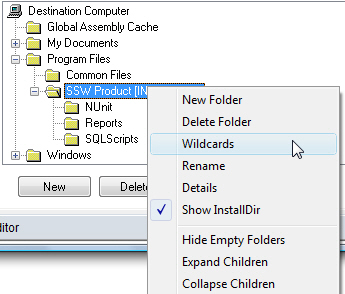 Destination Computer
Global Assembly Cache
My Documents
Program Files
Common Files
SSW Product [IN
NUnit
Reports
SQLScripts
Windows
New
Delet
ditor
New Folder
Delete Folder
Wildcards
Rename
Details
Show InstallDir
Hide Empty Folders
Expand Children
Collapse Children